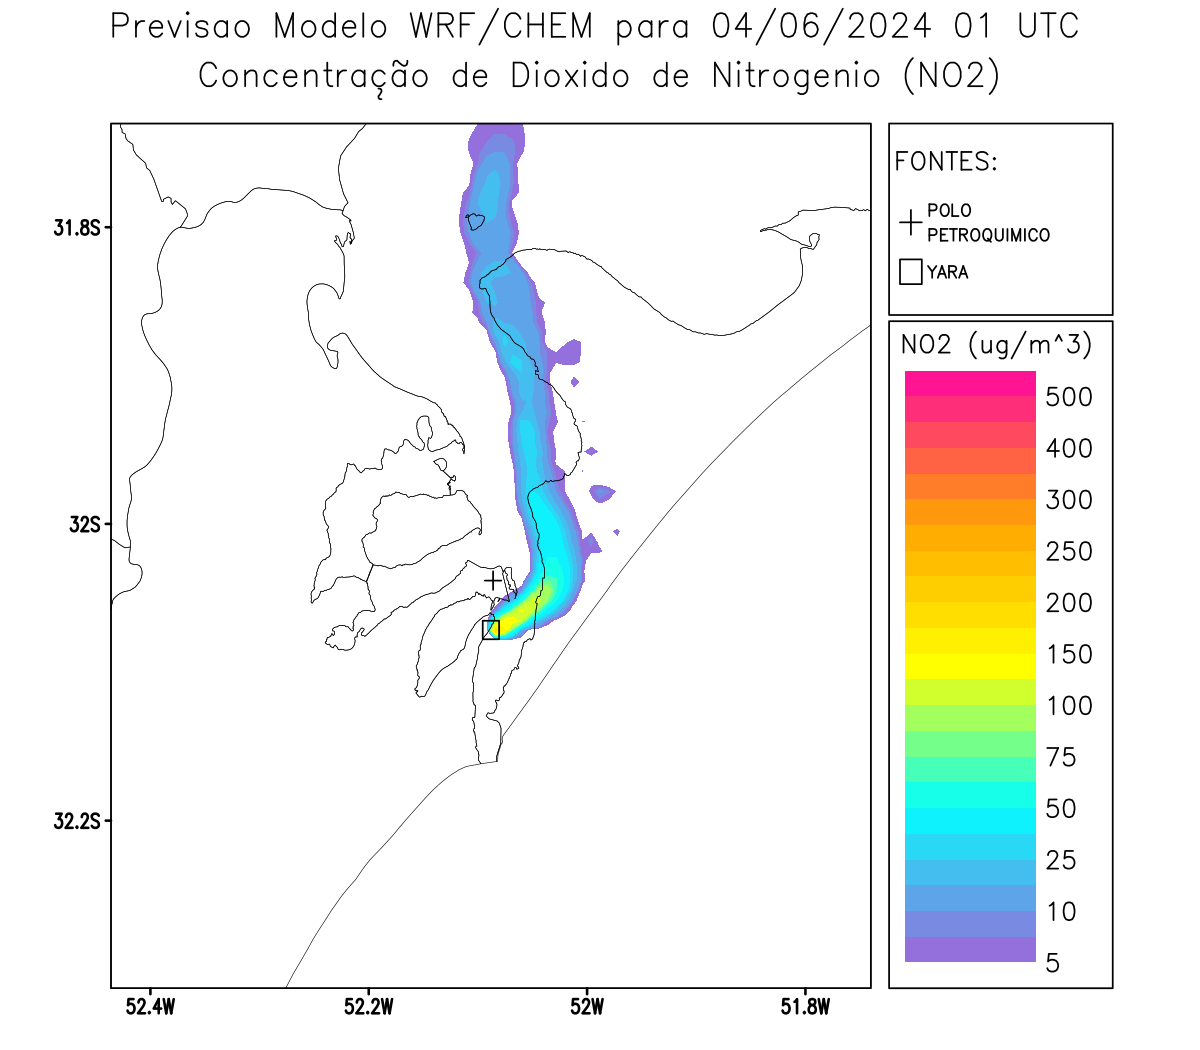 Previsao Modelo WRF/CHEM para 04/06/2024 01 UTC
Concentração de Dioxido de Nitrogenio (NO2)
FONTES:
POLO
PETROQUIMICO
YARA
NO2 (ug/m^3)
500
400
300
250
200
150
100
75
50
25
10
5
31.8S
32S
32.2S
52.4W
52.2W
52W
51.8W